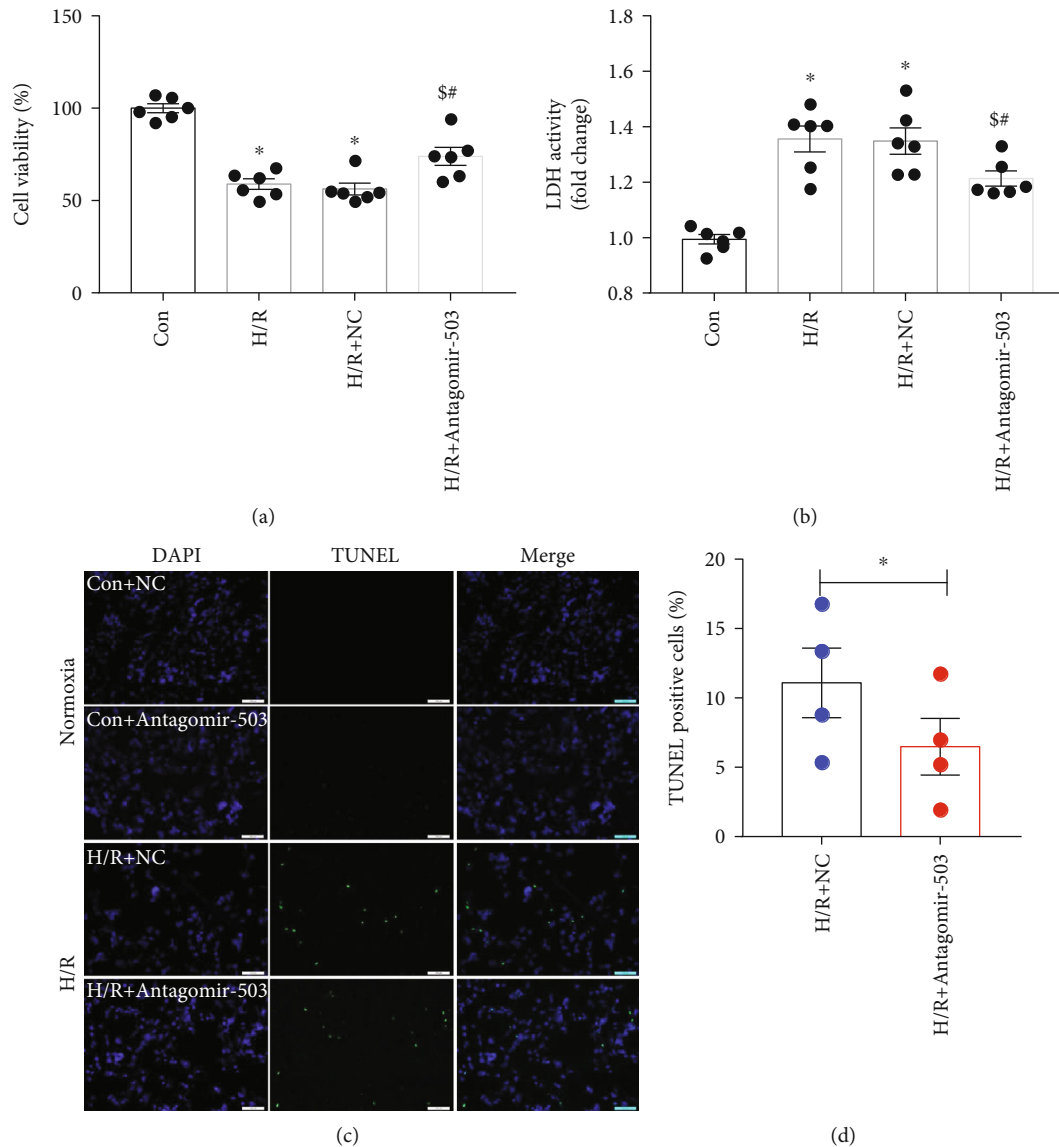 150
100
50
0
Cell viability (%)
*
*
$#
Con
H/R
H/R+NC
H/R+Antagomir-503
(a)
1.8
1.6
1.4
1.2
1.0
0.8
LDH activity
(fold change)
*
*
$#
Con
H/R
H/R+NC
H/R+Antagomir-503
(b)
DAPI
TUNEL
Merge
Normoxia
Con+NC
Con+Antagomir-503
H/R
H/R+NC
H/R+Antagomir-503
(c)
20
15
10
5
0
TUNEL positive cells (%)
*
H/R+NC
H/R+Antagomir-503
(d)